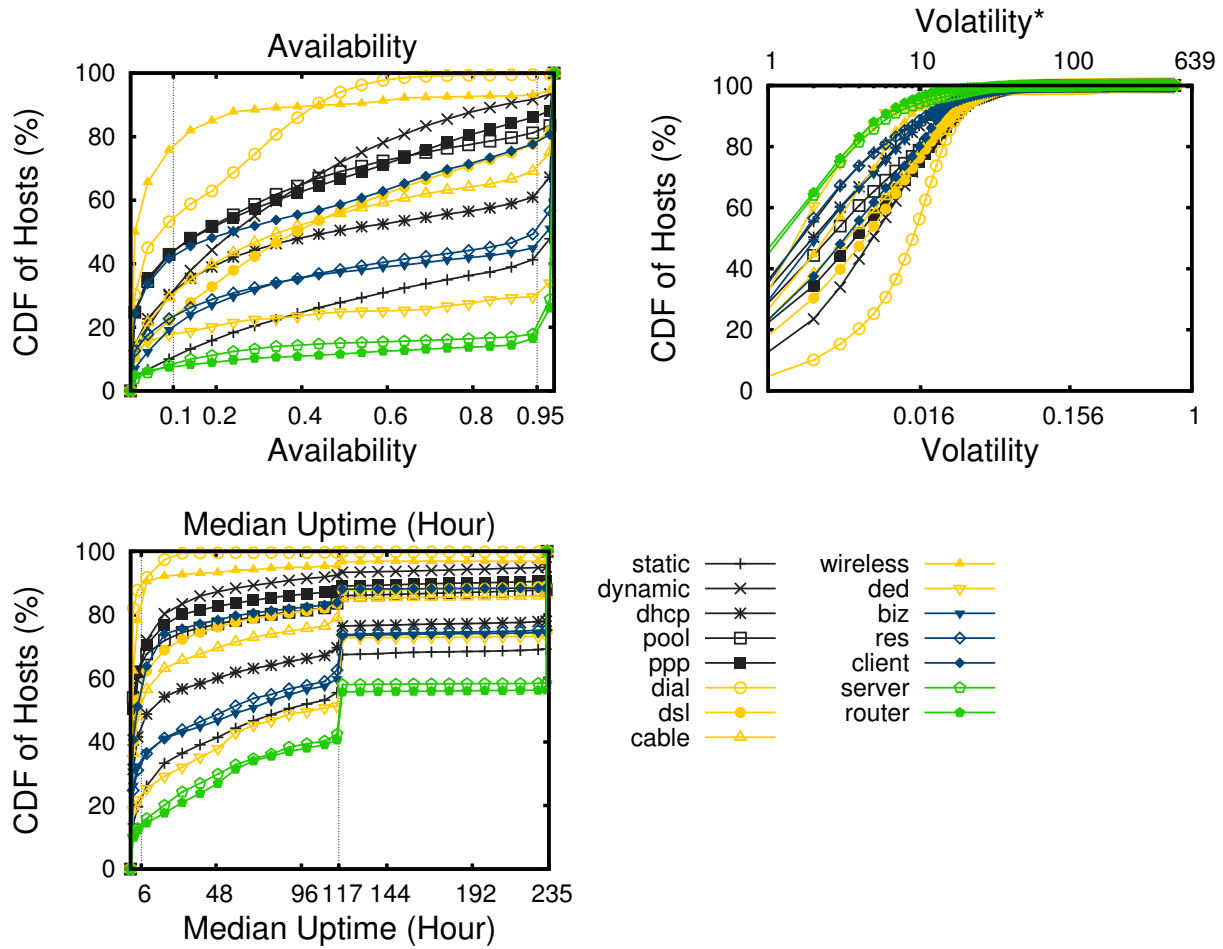 Availability
CDF of Hosts (%)
100
80
60
40
20
0
0.1 0.2 0.4 0.6 0.8 0.95
Availability
Volatility*
1 10 100 639
CDF of Hosts (%)
100
80
60
40
20
0
0.016 0.156 1
Volatility
Median Uptime (Hour)
CDF of Hosts (%)
100
80
60
40
20
0
6 48 96 117 144 192 235
Median Uptime (Hour)
static
dynamic
dhcp
pool
ppp
dial
dsl
cable
wireless
ded
biz
res
client
server
router